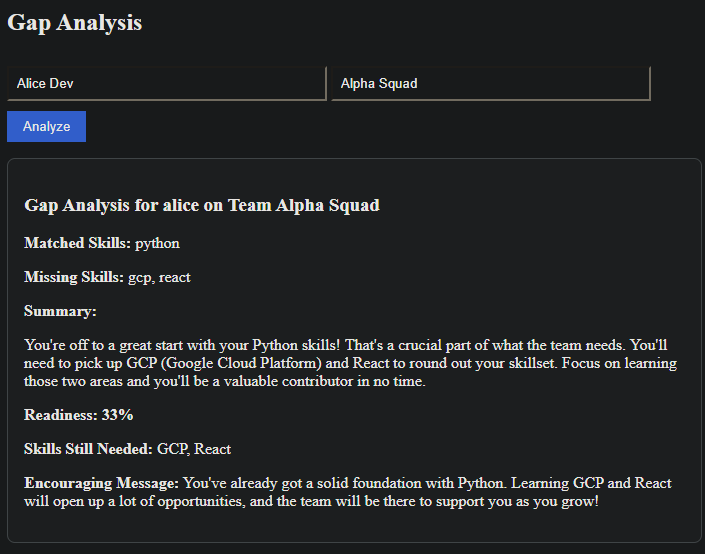 Gap Analysis
Alice Dev
Alpha Squad
Analyze
Gap Analysis for alice on Team Alpha Squad
Matched Skills: python
Missing Skills: gcp, react
Summary:
You're off to a great start with your Python skills! That's a crucial part of what the team needs. You'll
need to pick up GCP (Google Cloud Platform) and React to round out your skillset. Focus on learning
those two areas and you'll be a valuable contributor in no time.
Readiness: 33%
Skills Still Needed: GCP, React
Encouraging Message: You've already got a solid foundation with Python. Learning GCP and React
will open up a lot of opportunities, and the team will be there to support you as you grow!